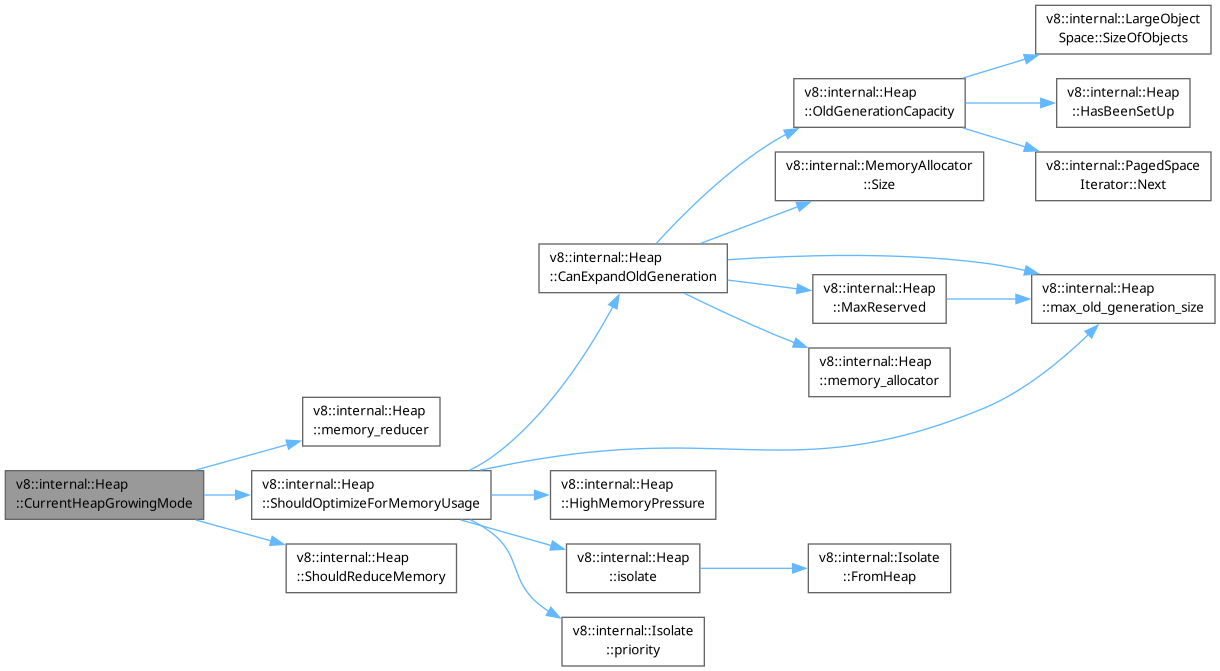 v8::internal::LargeObject
Space::SizeOfObjects
v8::internal::Heap
::OldGenerationCapacity
v8::internal::Heap
::HasBeenSetUp
v8::internal::MemoryAllocator
::Size
v8::internal::PagedSpace
Iterator::Next
v8::internal::Heap
::CanExpandOldGeneration
v8::internal::Heap
::MaxReserved
v8::internal::Heap
::max_old_generation_size
v8::internal::Heap
::memory_allocator
v8::internal::Heap
::memory_reducer
v8::internal::Heap
::CurrentHeapGrowingMode
v8::internal::Heap
::ShouldOptimizeForMemoryUsage
v8::internal::Heap
::HighMemoryPressure
v8::internal::Heap
::ShouldReduceMemory
v8::internal::Heap
::isolate
v8::internal::Isolate
::FromHeap
v8::internal::Isolate
::priority